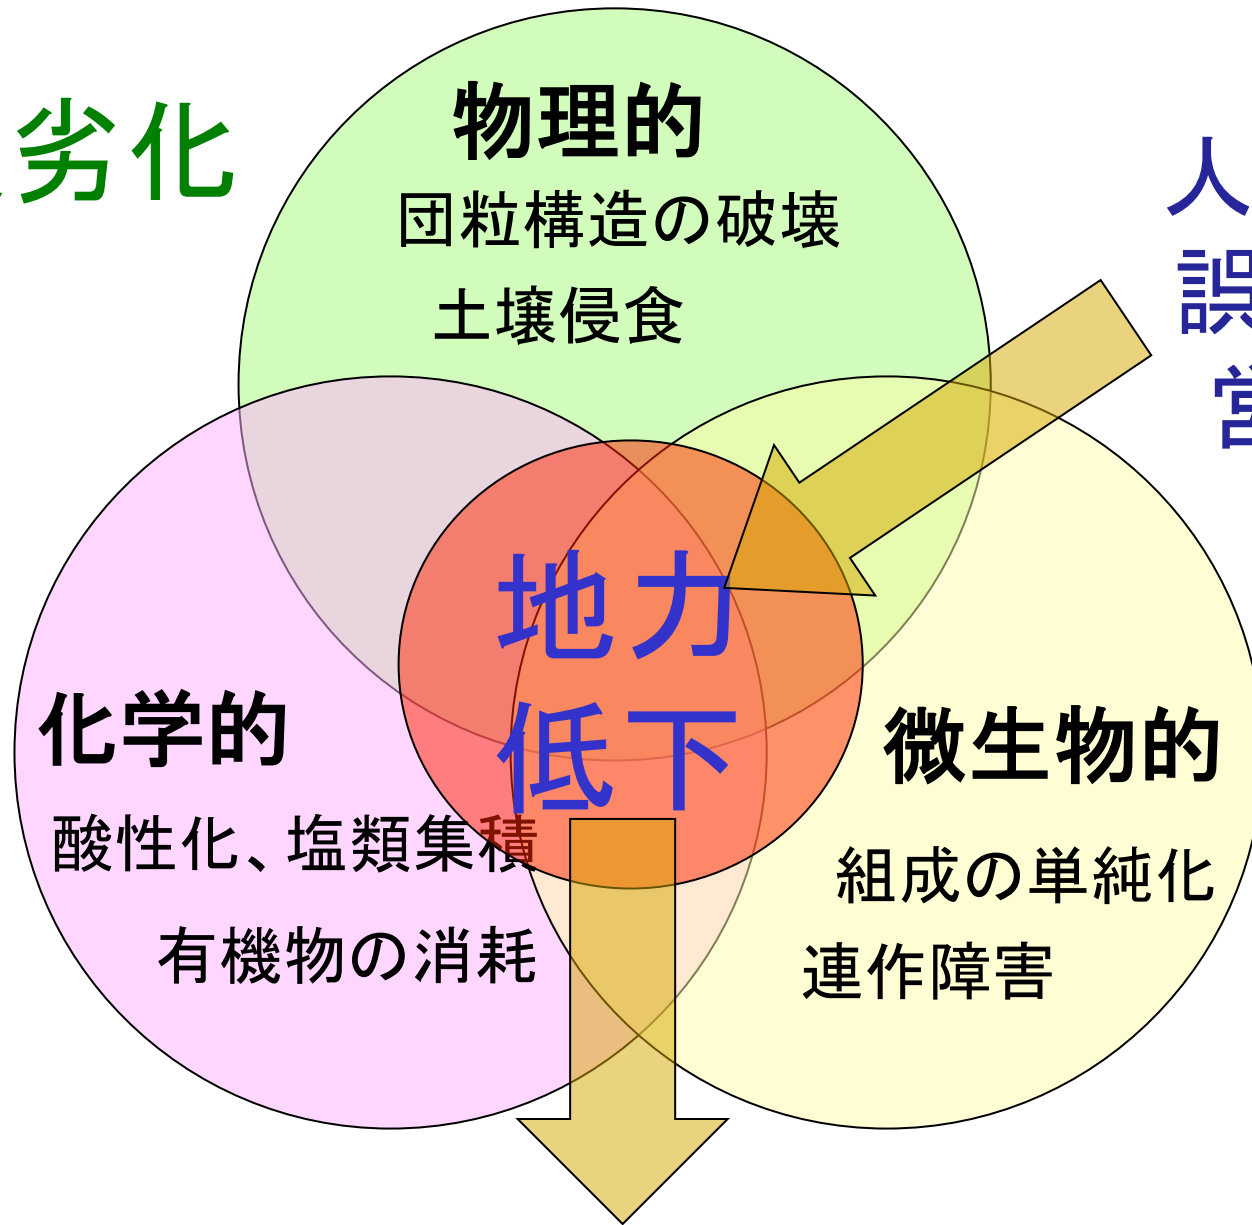 劣化
物理的
団粒構造の破壊
土壌侵食
人
誤
営
地力
低下
化学的
酸性化、塩類集積
有機物の消耗
微生物的
組成の単純化
連作障害